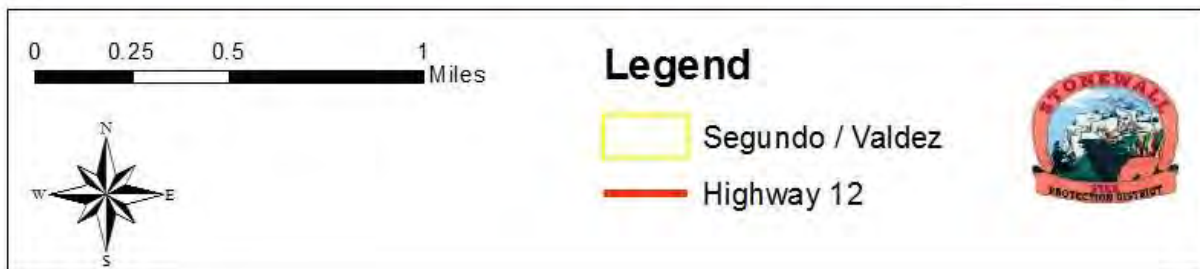 0 0.25 0.5 1
Miles
N
W E
S
Legend
Segundo / Valdez
Highway 12
STONEWALL
FIRE
PROTECTION DISTRICT